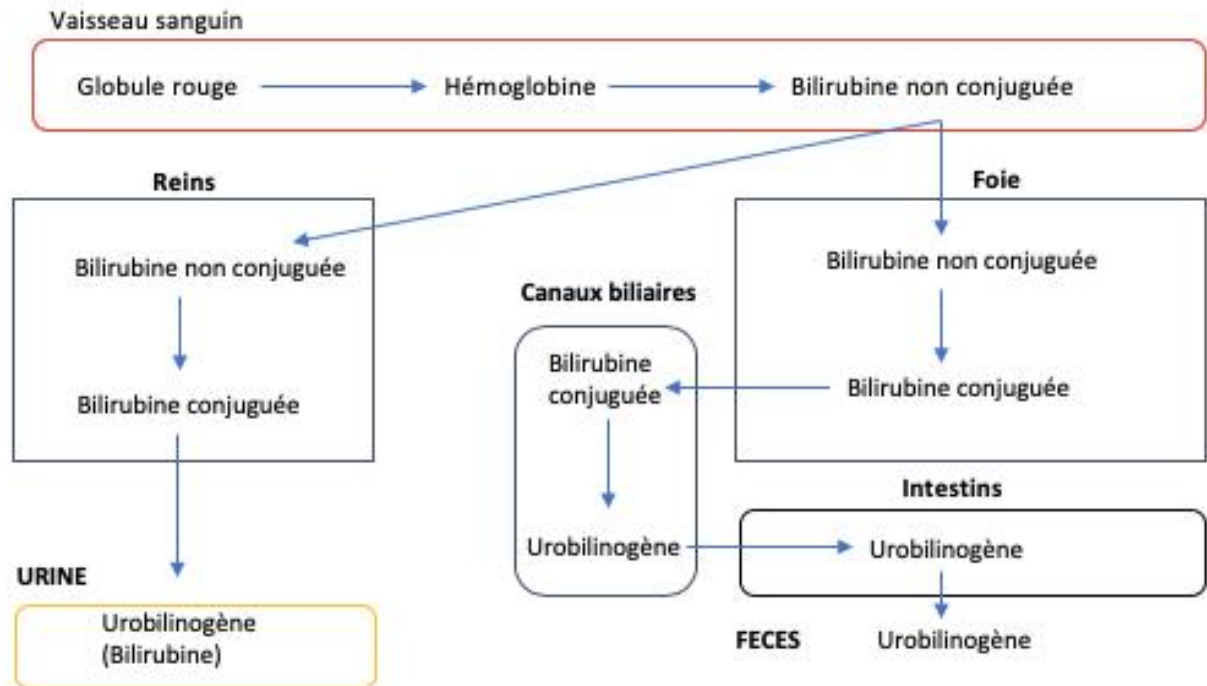 Vaisseau sanguin
Globule rouge
Hémoglobine
Bilirubine non conjuguée
Reins
Foie
Bilirubine non conjuguée
Bilirubine non conjuguée
Canaux biliaires
Bilirubine
conjuguée
Bilirubine conjuguée
Bilirubine conjuguée
Intestins
Urobilinogène
Urobilinogène
URINE
Urobilinogène
(Bilirubine)
FECES
Urobilinogène